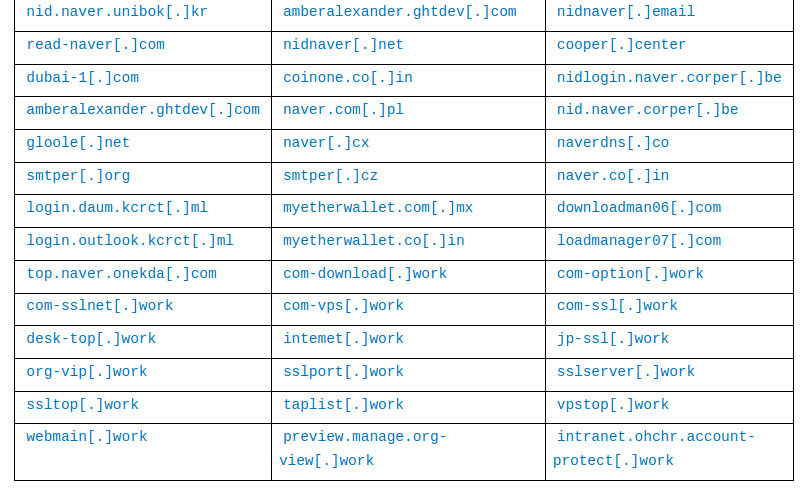 nid.naver.unibok[.]kr amberalexander.ghtdev[.]com nidnaver[.]email
read-naver[.]com nidnaver[.]net cooper[.]center
dubai-1[.]com coinone.co[.]in nidlogin.naver.corper[.]be
amberalexander.ghtdev[.]com naver.com[.]pl nid.naver.corper[.]be
gloole[.]net naver[.]cx naverdns[.]co
smtper[.]org smtper[.]cz naver.co[.]in
login.daum.kcrct[.]ml myetherwallet.com[.]mx downloadman06[.]com
login.outlook.kcrct[.]ml myetherwallet.co[.]in loadmanager07[.]com
top.naver.onekda[.]com com-download[.]work com-option[.]work
com-sslnet[.]work com-vps[.]work com-ssl[.]work
desk-top[.]work intemet[.]work jp-ssl[.]work
org-vip[.]work sslport[.]work sslserver[.]work
ssltop[.]work taplist[.]work vpstop[.]work
webmain[.]work preview.manage.org- intranet.ohchr.account-
view[.]work protect[.]work